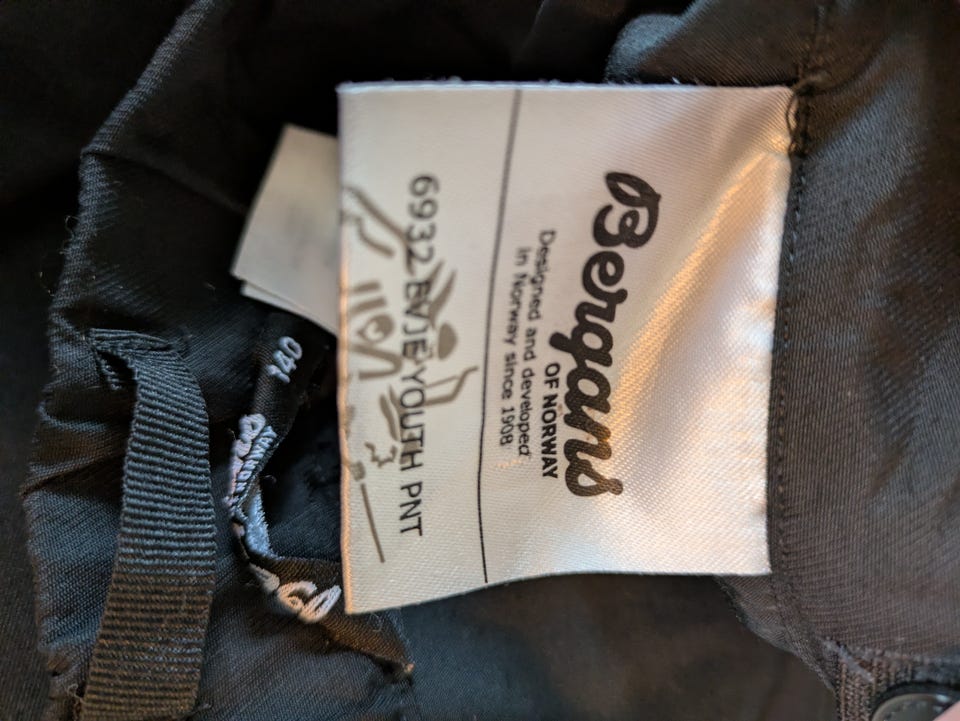 Bergans
OF NORWAY
Designed and developed
in Norway since 1908
6932 EVJE YOUTH PNT
140